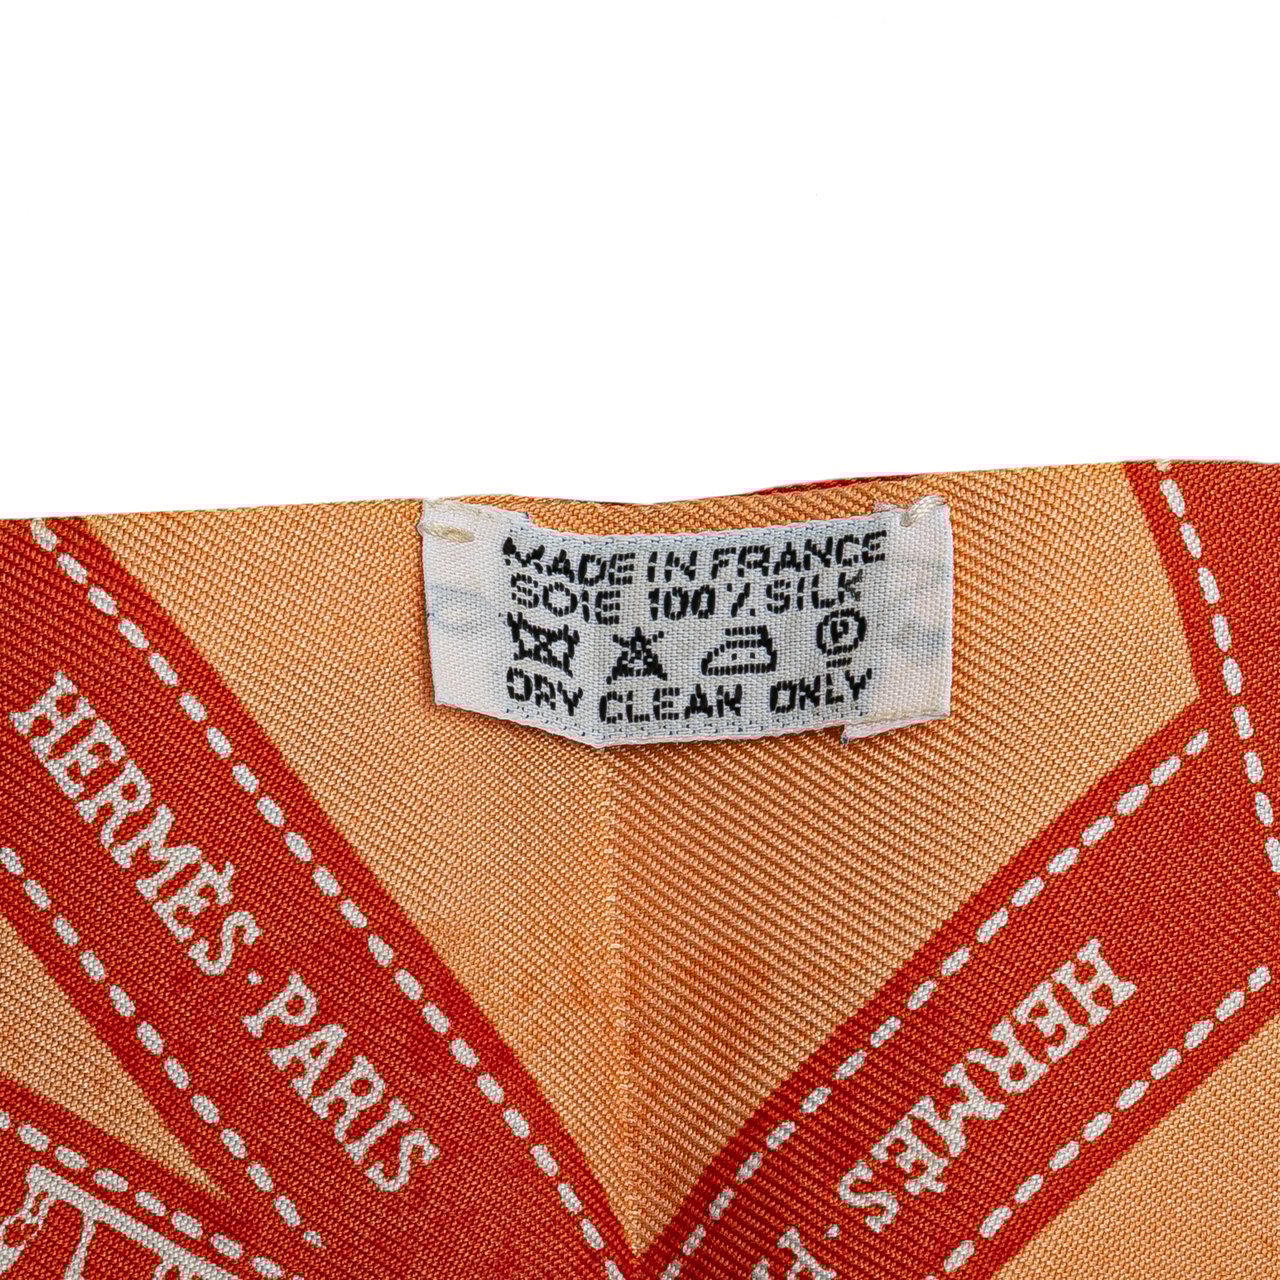 MADE IN FRANCE
SOIE 100% SILK
P
DRY CLEAN ONLY
HERMÈS·PARIS
HERMÈS·P